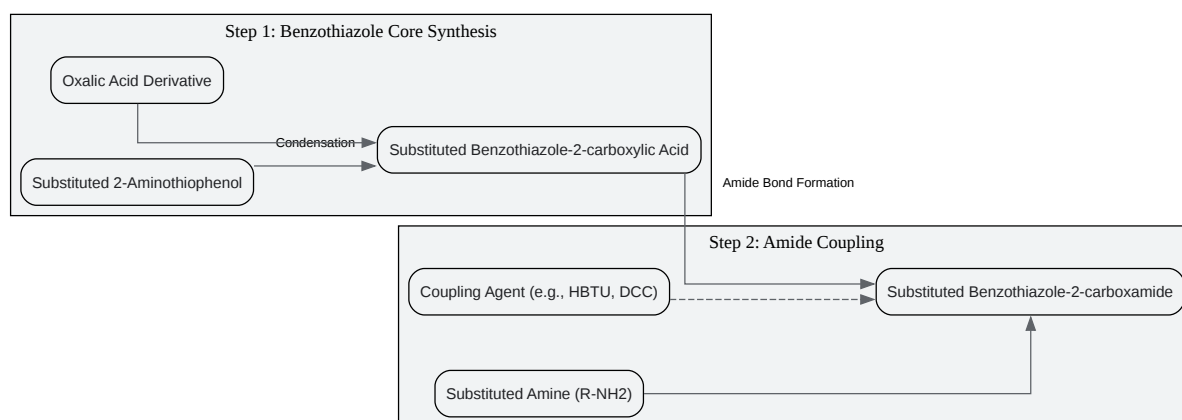 Step 1: Benzothiazole Core Synthesis
Oxalic Acid Derivative
Condensation
Substituted Benzothiazole-2-carboxylic Acid
Substituted 2-Aminothiophenol
Amide Bond Formation
Step 2: Amide Coupling
Coupling Agent (e.g., HBTU, DCC)
Substituted Benzothiazole-2-carboxamide
Substituted Amine (R-NH2)